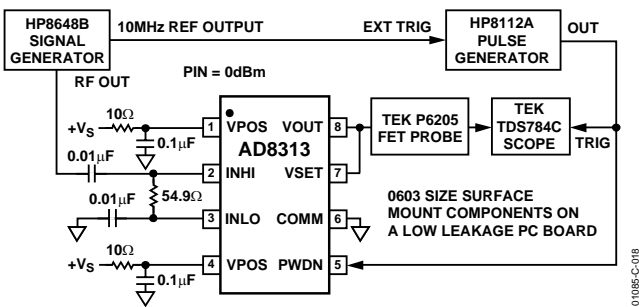 HP8648B
SIGNAL
GENERATOR
10MHz REF OUTPUT
EXT TRIG
HP8112A
PULSE
GENERATOR
OUT
RF OUT
PIN = 0dBm
+VS
10Ω
0.1μF
1 VPOS
VOUT 8
AD8313
TEK P6205
FET PROBE
TEK
TDS784C
SCOPE
TRIG
0.01μF
2 INHI
VSET 7
54.9Ω
0.01μF
3 INLO
COMM 6
0603 SIZE SURFACE
MOUNT COMPONENTS ON
A LOW LEAKAGE PC BOARD
+VS
10Ω
0.1μF
4 VPOS
PWDN 5
01085-C-018